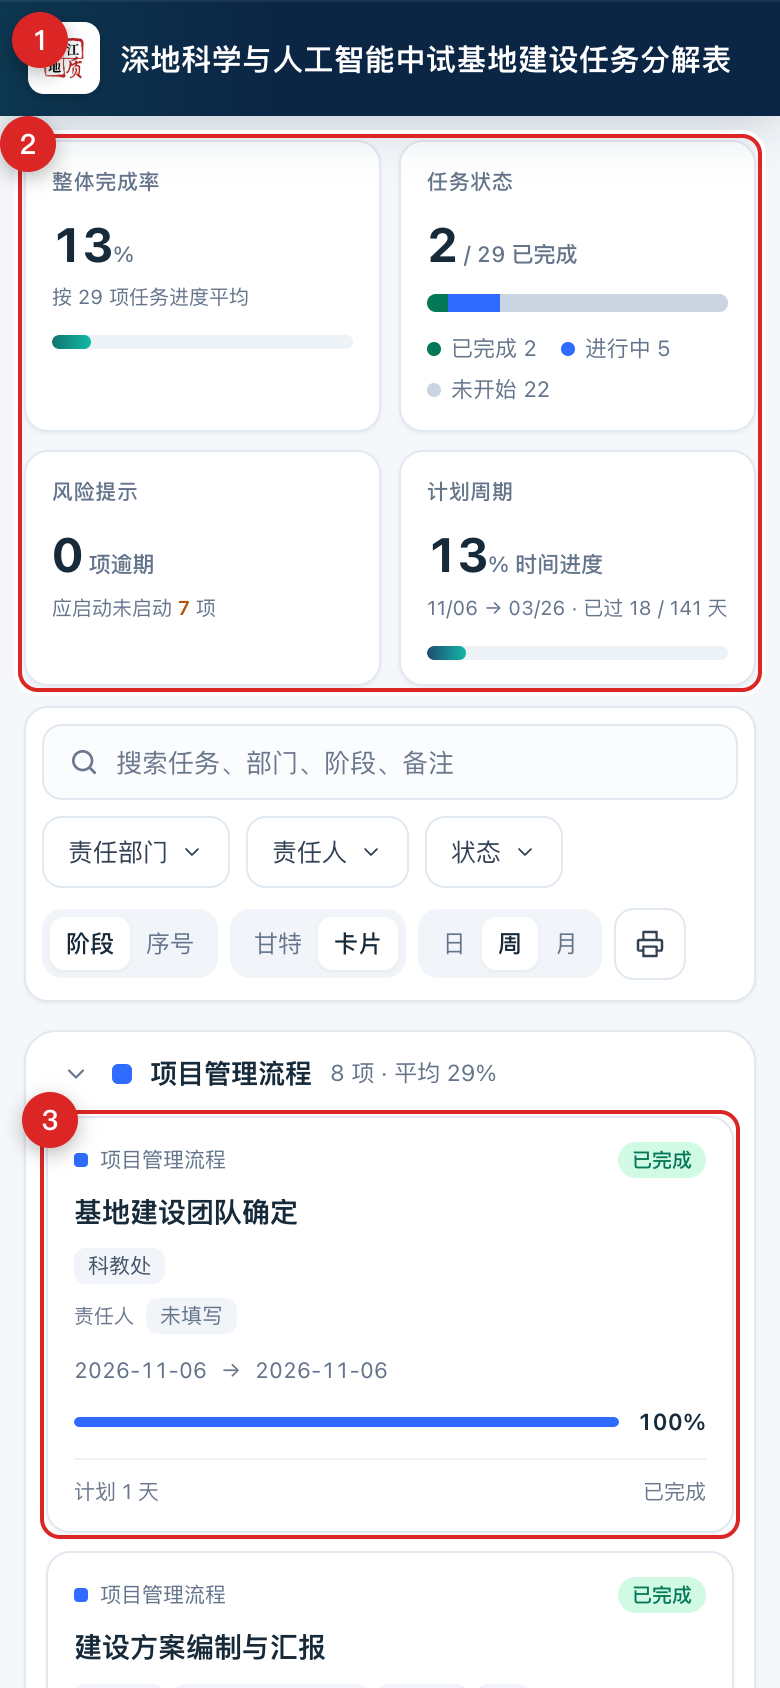 1
江
地质
深地科学与人工智能中试基地建设任务分解表
2
整体完成率
13%
按 29 项任务进度平均
任务状态
2 / 29 已完成
已完成 2 进行中 5
未开始 22
风险提示
0 项逾期
应启动未启动 7 项
计划周期
13% 时间进度
11/06 → 03/26 · 已过 18 / 141 天
搜索任务、部门、阶段、备注
责任部门 责任人 状态
阶段 序号 甘特 卡片 日 周 月
项目管理流程 8 项 · 平均 29%
3
项目管理流程 已完成
基地建设团队确定
科教处
责任人 未填写
2026-11-06 → 2026-11-06
100%
计划 1 天 已完成
项目管理流程 已完成
建设方案编制与汇报